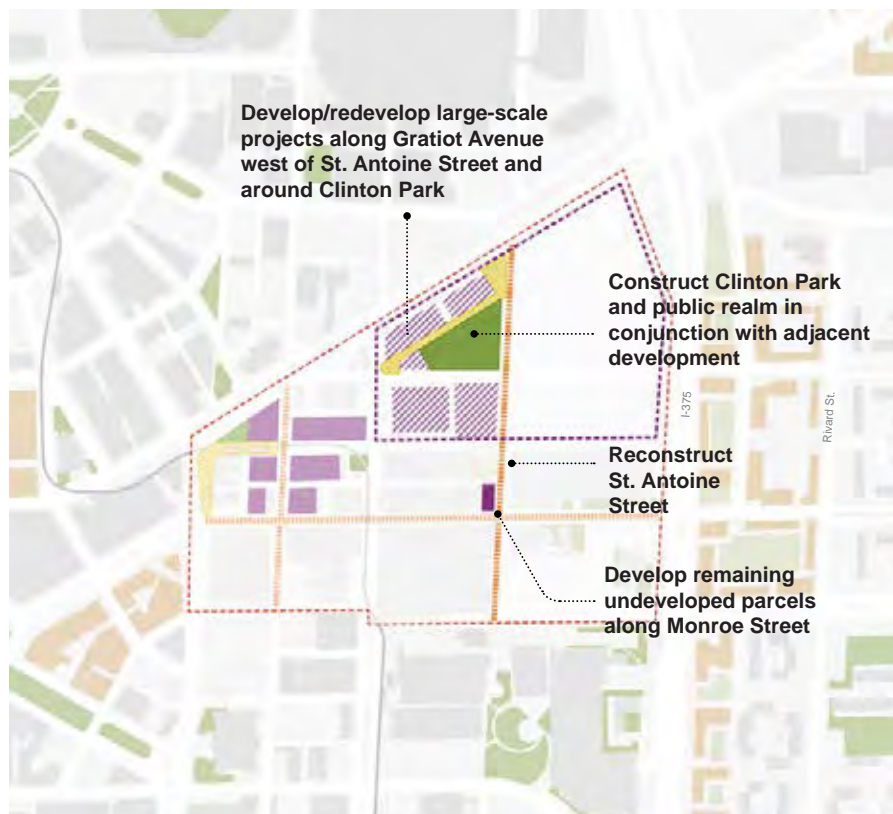 Develop/redevelop large-scale
projects along Gratiot Avenue
west of St. Antoine Street and
around Clinton Park
Construct Clinton Park
and public realm in
conjunction with adjacent
development
I-375
Rivard St.
Reconstruct
St. Antoine
Street
Develop remaining
undeveloped parcels
along Monroe Street